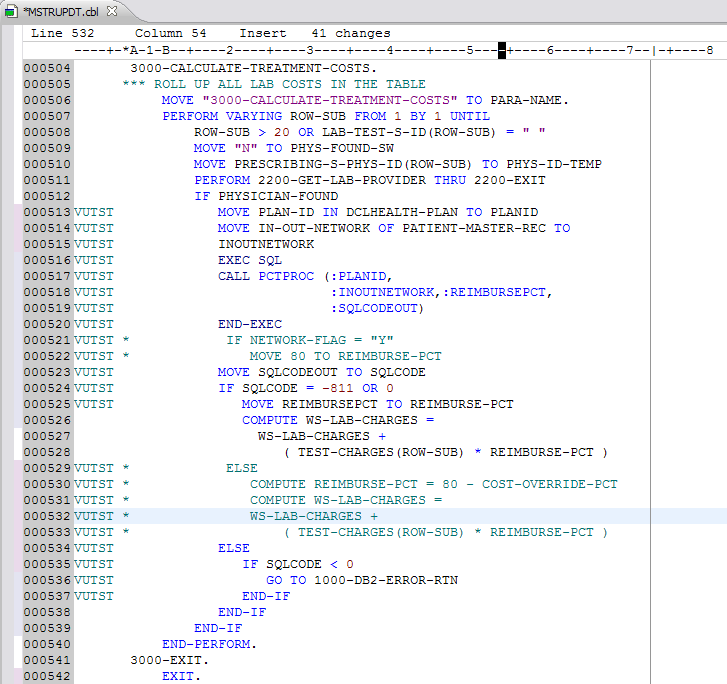 *MSTRUPDT.cbl
Line 532 Column 54 Insert 41 changes
----+-*A-1-B--+----2----+----3----+----4----+----5----+----6----+----7--|-+----8
000504 3000-CALCULATE-TREATMENT-COSTS.
000505 *** ROLL UP ALL LAB COSTS IN THE TABLE
000506 MOVE "3000-CALCULATE-TREATMENT-COSTS" TO PARA-NAME.
000507 PERFORM VARYING ROW-SUB FROM 1 BY 1 UNTIL
000508 ROW-SUB > 20 OR LAB-TEST-S-ID(ROW-SUB) = " "
000509 MOVE "N" TO PHYS-FOUND-SW
000510 MOVE PRESCRIBING-S-PHYS-ID(ROW-SUB) TO PHYS-ID-TEMP
000511 PERFORM 2200-GET-LAB-PROVIDER THRU 2200-EXIT
000512 IF PHYSICIAN-FOUND
000513 VUTST MOVE PLAN-ID IN DCLHEALTH-PLAN TO PLANID
000514 VUTST MOVE IN-OUT-NETWORK OF PATIENT-MASTER-REC TO
000515 VUTST INOUTNETWORK
000516 VUTST EXEC SQL
000517 VUTST CALL PCTPROC (:PLANID,
000518 VUTST :INOUTNETWORK,:REIMBURSEPCT,
000519 VUTST :SQLCODEOUT)
000520 VUTST END-EXEC
000521 VUTST * IF NETWORK-FLAG = "Y"
000522 VUTST * MOVE 80 TO REIMBURSE-PCT
000523 VUTST MOVE SQLCODEOUT TO SQLCODE
000524 VUTST IF SQLCODE = -811 OR 0
000525 VUTST MOVE REIMBURSEPCT TO REIMBURSE-PCT
000526 COMPUTE WS-LAB-CHARGES =
000527 WS-LAB-CHARGES +
000528 ( TEST-CHARGES(ROW-SUB) * REIMBURSE-PCT )
000529 VUTST * ELSE
000530 VUTST * COMPUTE REIMBURSE-PCT = 80 - COST-OVERRIDE-PCT
000531 VUTST * COMPUTE WS-LAB-CHARGES =
000532 VUTST * WS-LAB-CHARGES +
000533 VUTST * ( TEST-CHARGES(ROW-SUB) * REIMBURSE-PCT )
000534 VUTST ELSE
000535 VUTST IF SQLCODE < 0
000536 VUTST GO TO 1000-DB2-ERROR-RTN
000537 VUTST END-IF
000538 END-IF
000539 END-IF
000540 END-PERFORM.
000541 3000-EXIT.
000542 EXIT.